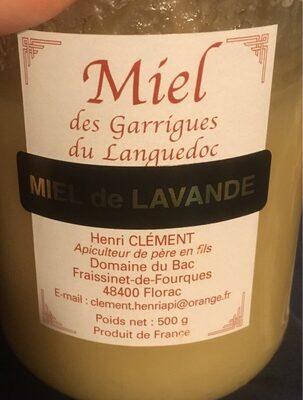 Miel
des Garrigues
du Languedoc
MIEL de LAVANDE
Henri CLÉMENT
Apiculteur de père en fils
Domaine du Bac
Fraissinet-de-Fourques
48400 Florac
E-mail : clement.henriapi@orange.fr
Poids net : 500 g
Produit de France